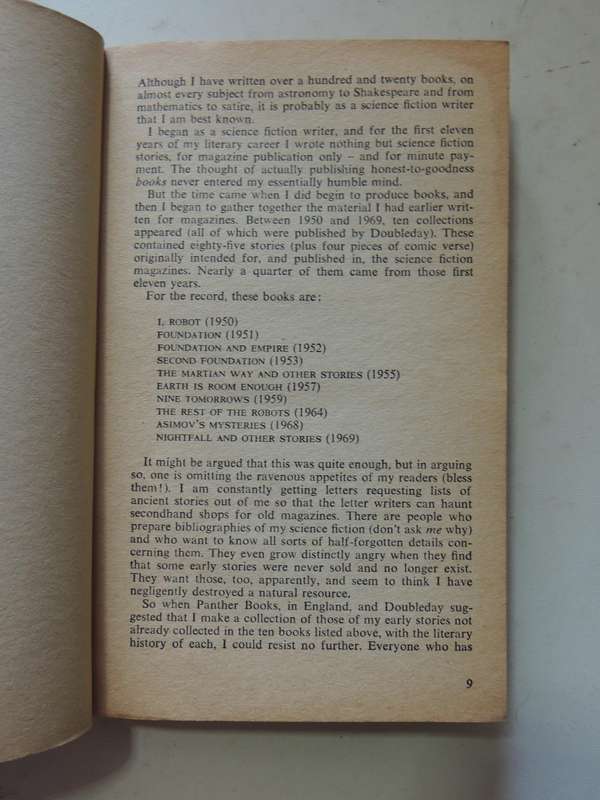 Although I have written over a hundred and twenty books, on
almost every subject from astronomy to Shakespeare and from
mathematics to satire, it is probably as a science fiction writer
that I am best known.
I began as a science fiction writer, and for the first eleven
years of my literary career I wrote nothing but science fiction
stories, for magazine publication only – and for minute pay-
ment. The thought of actually publishing honest-to-goodness
books never entered my essentially humble mind.
But the time came when I did begin to produce books, and
then I began to gather together the material I had earlier writ-
ten for magazines. Between 1950 and 1969, ten collections
appeared (all of which were published by Doubleday). These
contained eighty-five stories (plus four pieces of comic verse)
originally intended for, and published in, the science fiction
magazines. Nearly a quarter of them came from those first
eleven years.
For the record, these books are:
I, ROBOT (1950)
FOUNDATION (1951)
FOUNDATION AND EMPIRE (1952)
SECOND FOUNDATION (1953)
THE MARTIAN WAY AND OTHER STORIES (1955)
EARTH IS ROOM ENOUGH (1957)
NINE TOMORROWS (1959)
THE REST OF THE ROBOTS (1964)
ASIMOV'S MYSTERIES (1968)
NIGHTFALL AND OTHER STORIES (1969)
It might be argued that this was quite enough, but in arguing
so, one is omitting the ravenous appetites of my readers (bless
them!). I am constantly getting letters requesting lists of
ancient stories out of me so that the letter writers can haunt
secondhand shops for old magazines. There are people who
prepare bibliographies of my science fiction (don't ask me why)
and who want to know all sorts of half-forgotten details con-
cerning them. They even grow distinctly angry when they find
that some early stories were never sold and no longer exist.
They want those, too, apparently, and seem to think I have
negligently destroyed a natural resource.
So when Panther Books, in England, and Doubleday sug-
gested that I make a collection of those of my early stories not
already collected in the ten books listed above, with the literary
history of each, I could resist no further. Everyone who has
9